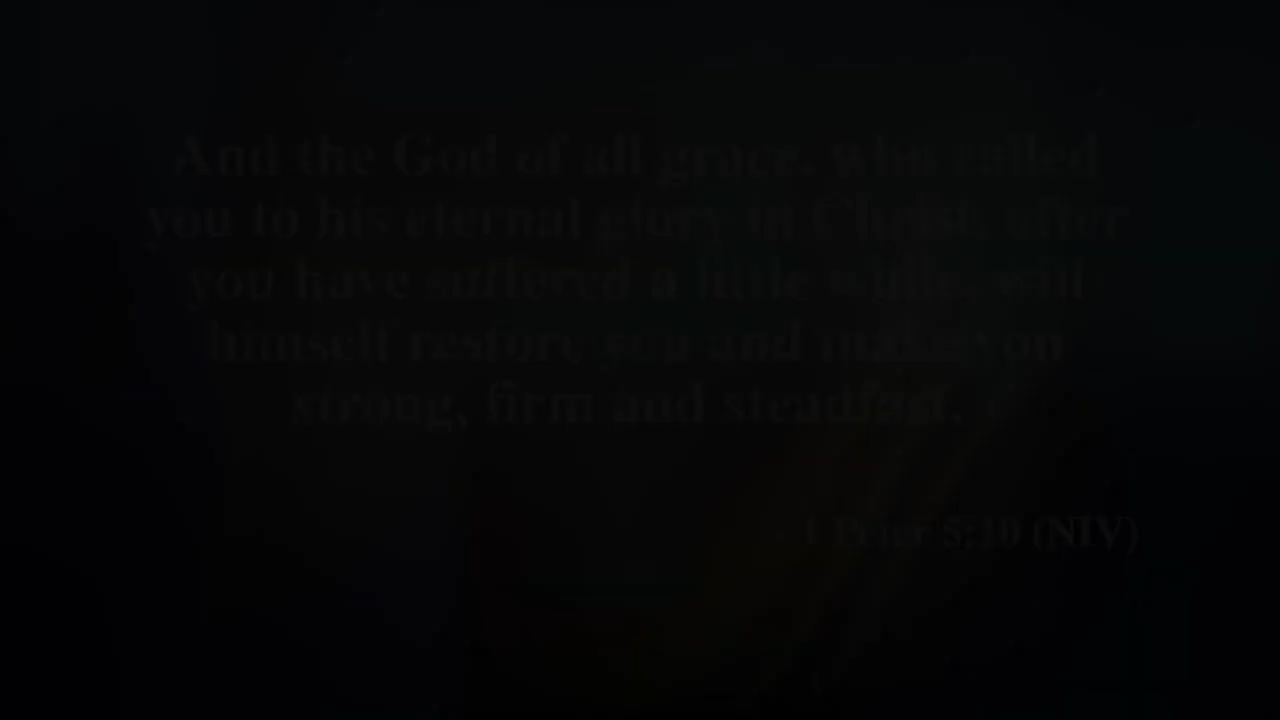 And the God of all grace, who called
you to his eternal glory in Christ, after
you have suffered a little while, will
himself restore you and make you
strong, firm and steadfast.
1 Peter 5:10 (NIV)